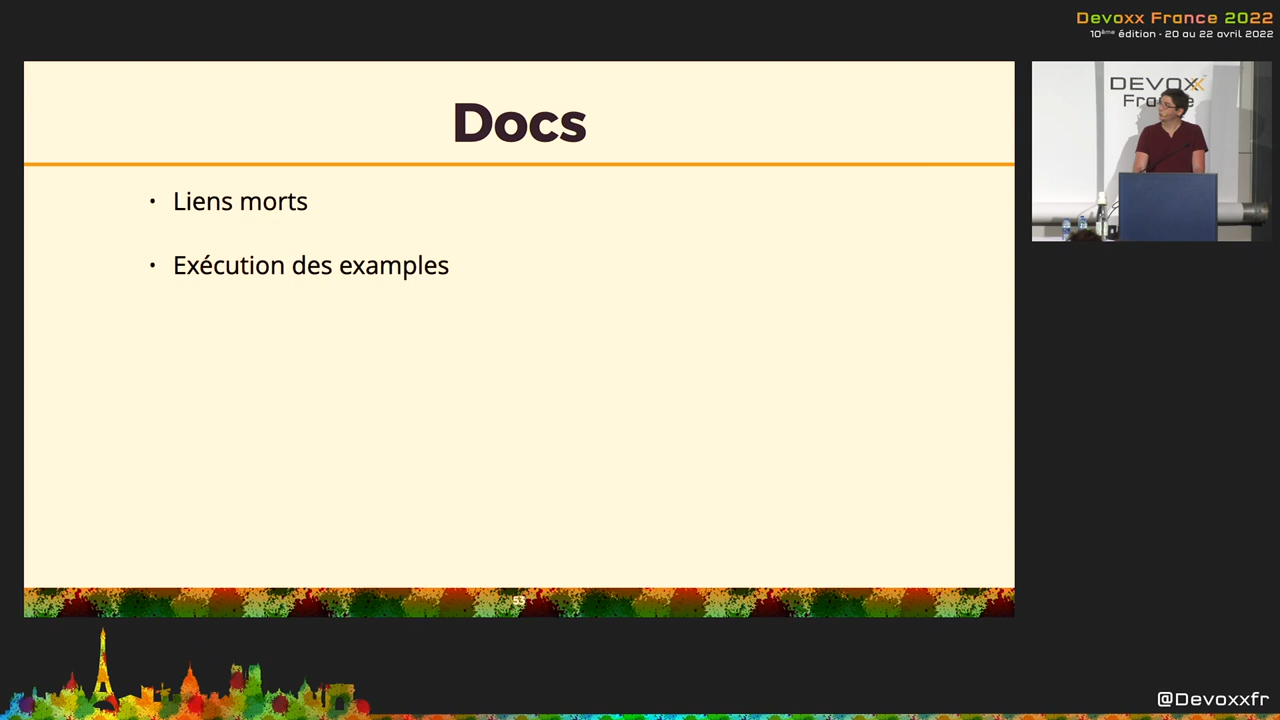 Devoxx France 2022
10ème édition - 20 au 22 avril 2022
Docs
DEVOXX
France
• Liens morts
• Exécution des examples
53
@Devoxxfr